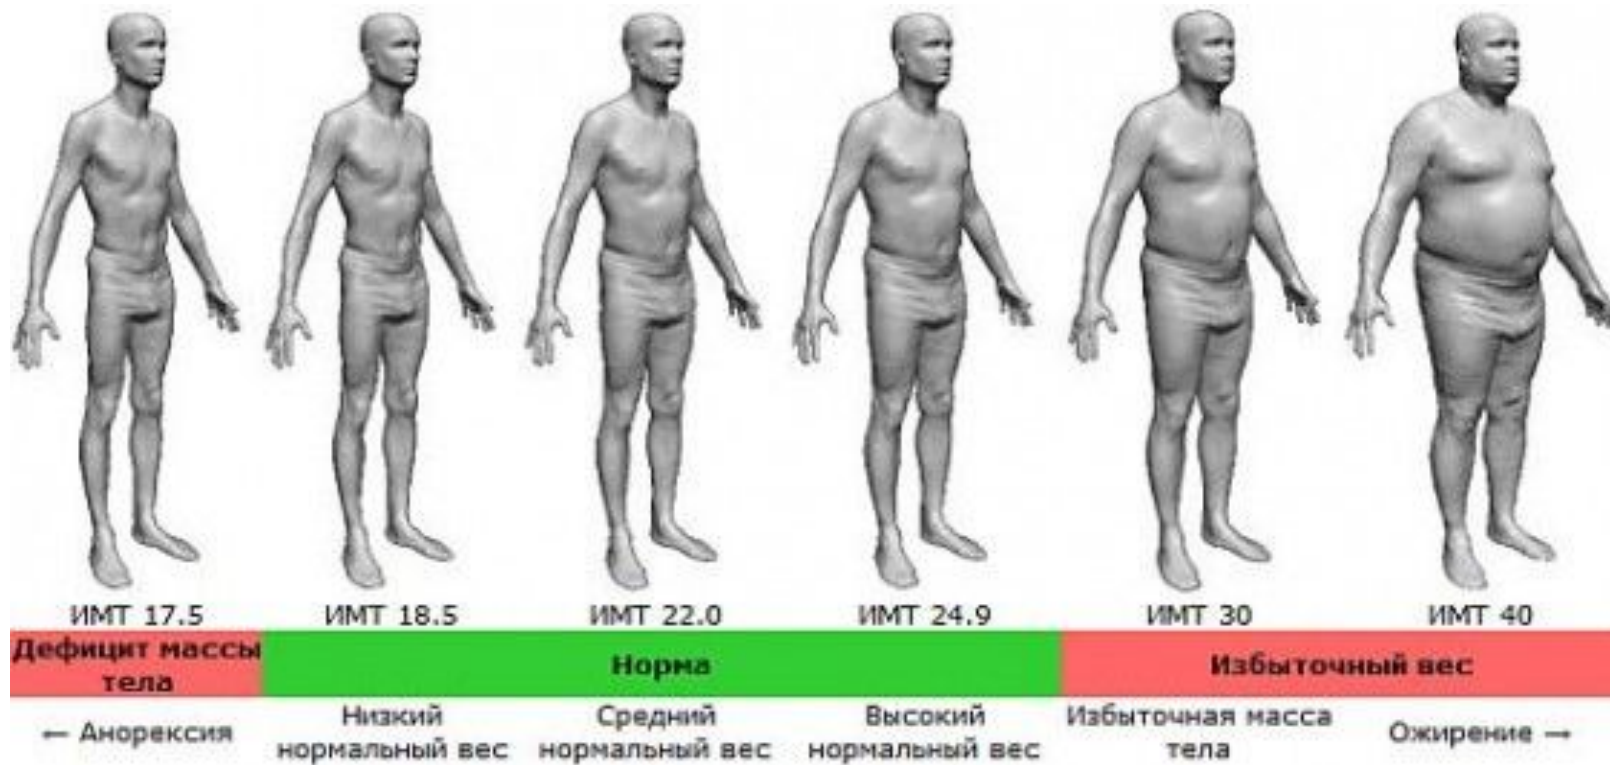 ИМТ 17.5 ИМТ 18.5 ИМТ 22.0 ИМТ 24.9 ИМТ 30 ИМТ 40
Дефицит массы
тела
Норма
Избыточный вес
← Анорексия
Низкий
нормальный вес
Средний
нормальный вес
Высокий
нормальный вес
Избыточная масса
тела
Ожирение →